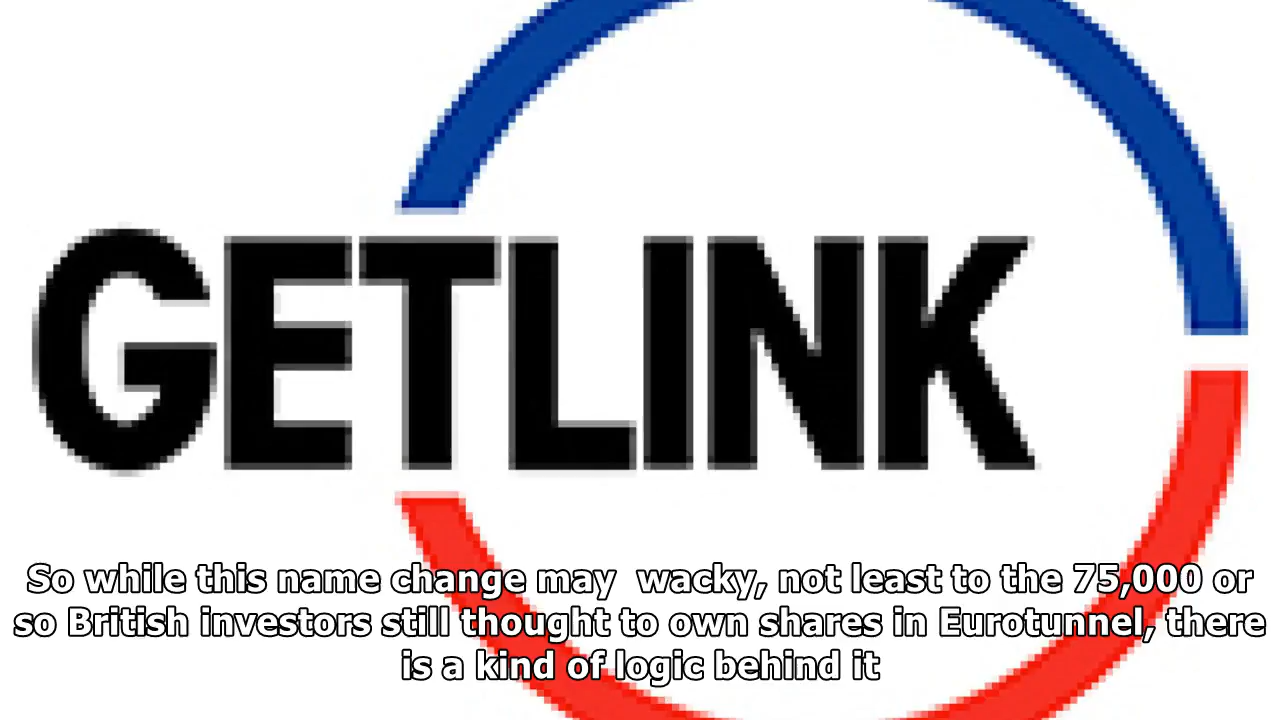 GETLINK
So while this name change may  wacky, not least to the 75,000 or
so British investors still thought to own shares in Eurotunnel, there
is a kind of logic behind it